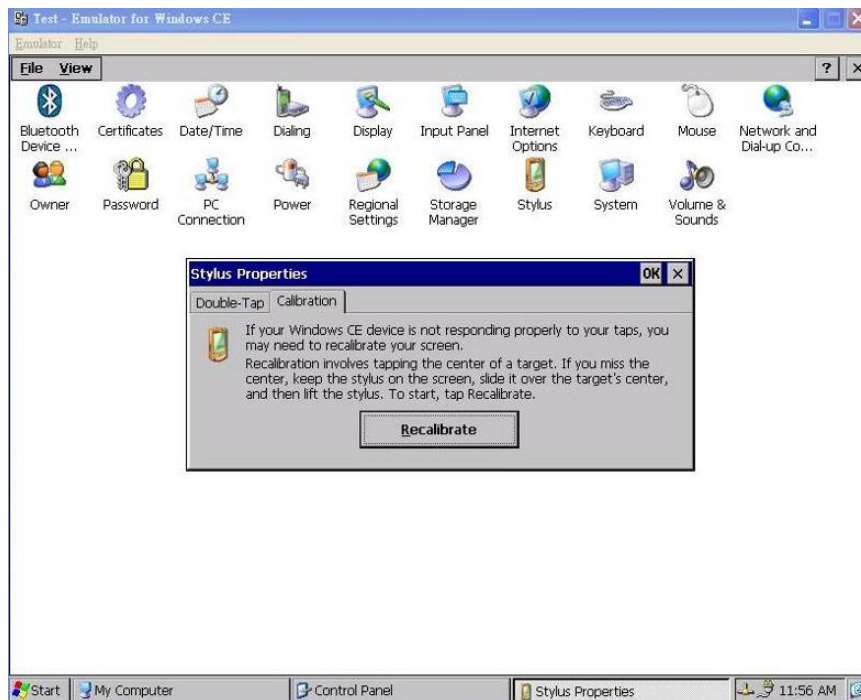 Test - Emulator for Windows CE
Emulator Help
File View ?
Bluetooth Device ...
Certificates
Date/Time
Dialing
Display
Input Panel
Internet Options
Keyboard
Mouse
Network and Dial-up Co...
Owner
Password
PC Connection
Power
Regional Settings
Storage Manager
Stylus
System
Volume & Sounds
Stylus Properties OK
Double-Tap Calibration
If your Windows CE device is not responding properly to your taps, you
may need to recalibrate your screen.
Recalibration involves tapping the center of a target. If you miss the
center, keep the stylus on the screen, slide it over the target's center,
and then lift the stylus. To start, tap Recalibrate.
Recalibrate
Start My Computer Control Panel Stylus Properties 11:56 AM